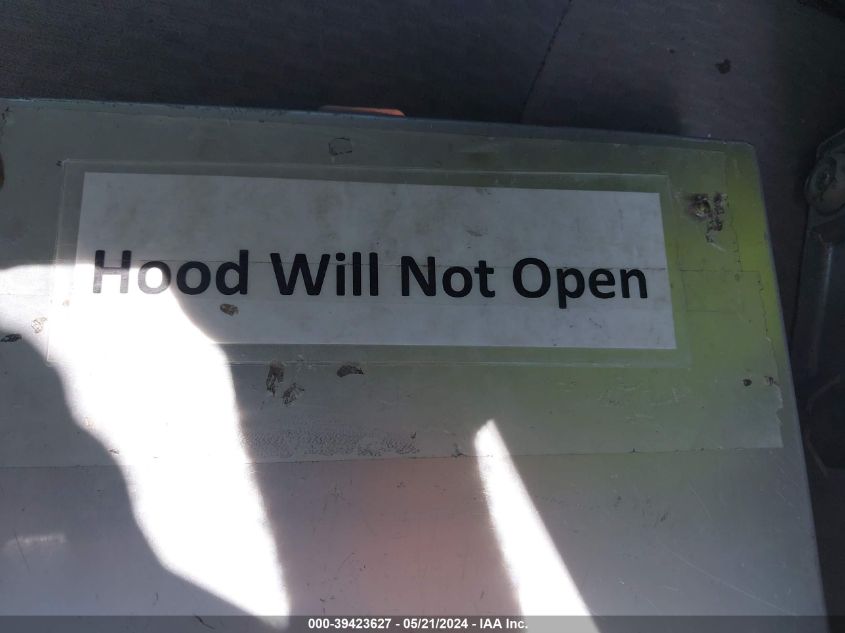 Hood Will Not Open
000-39423627 - 05/21/2024 - IAA Inc.